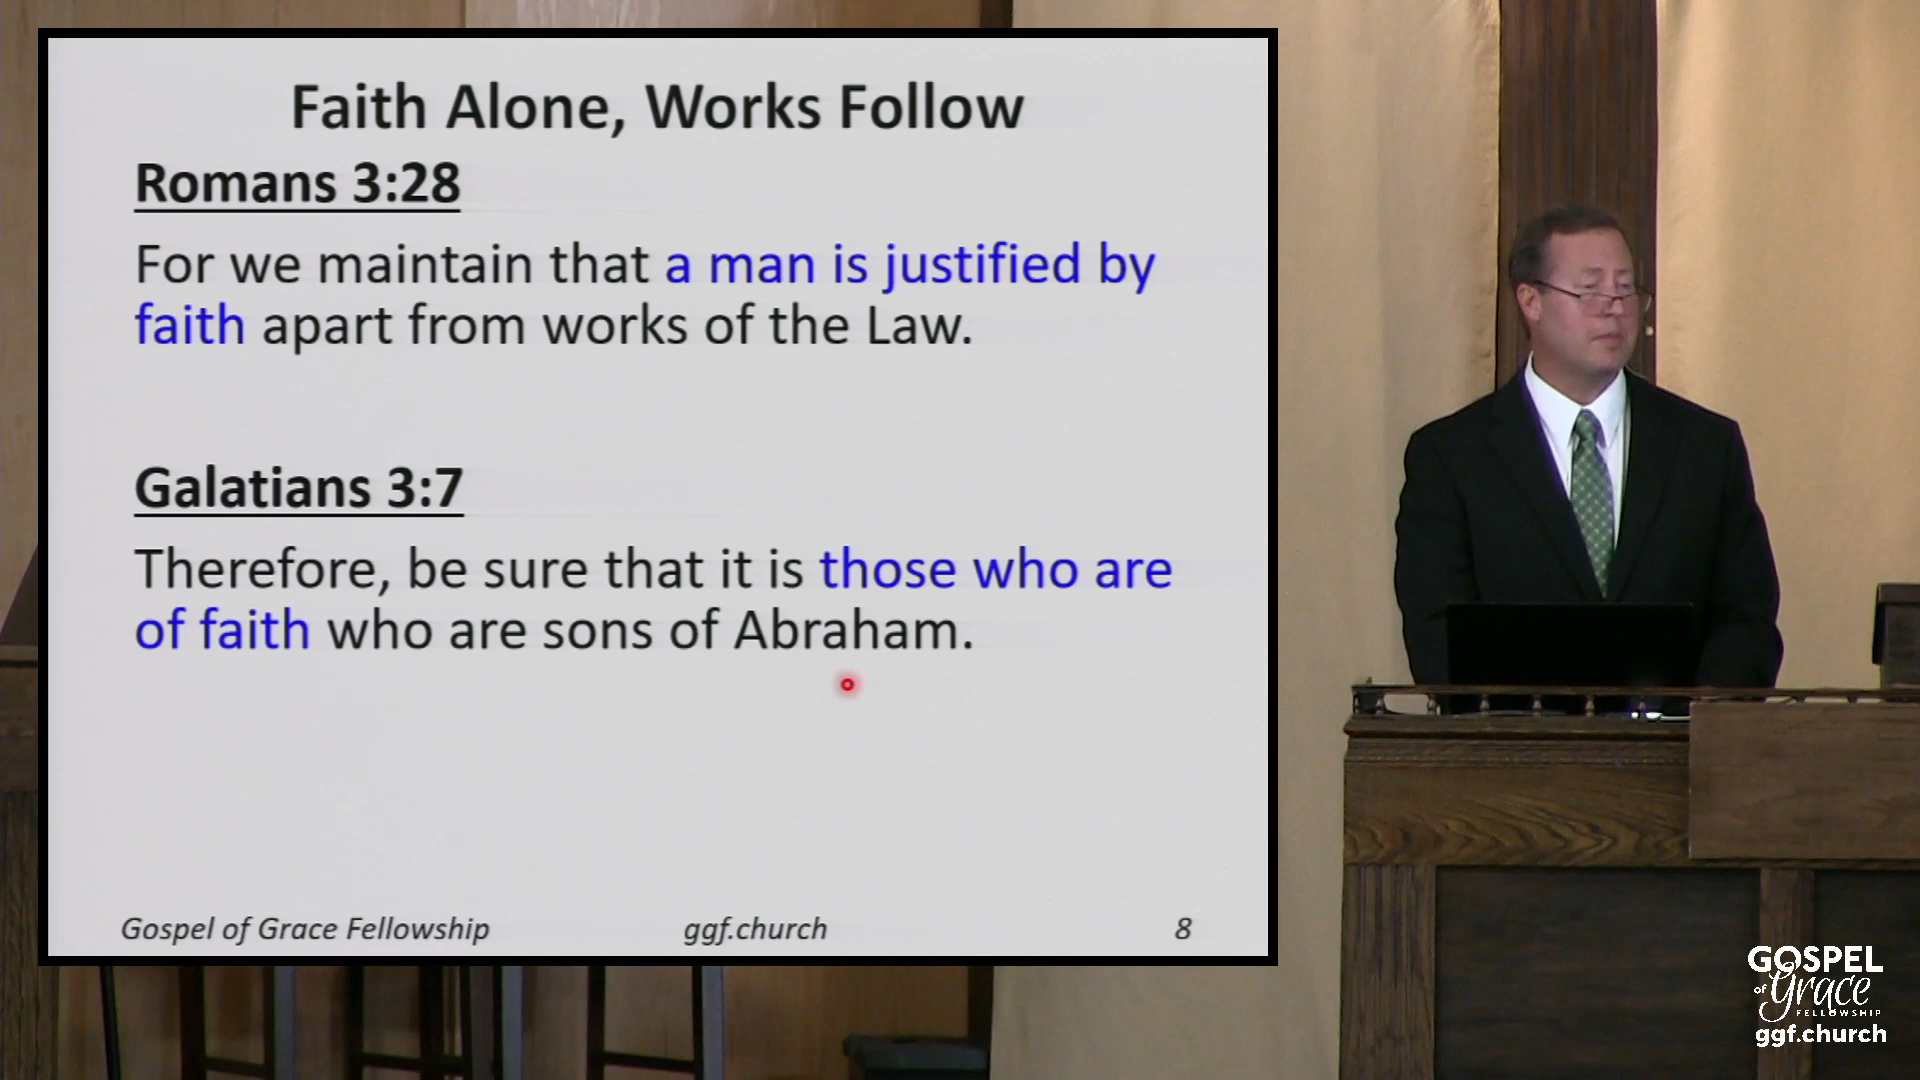 Faith Alone, Works Follow
Romans 3:28
For we maintain that a man is justified by
faith apart from works of the Law.
Galatians 3:7
Therefore, be sure that it is those who are
of faith who are sons of Abraham.
Gospel of Grace Fellowship ggf.church 8
GOSPEL
of Grace
FELLOWSHIP
ggf.church